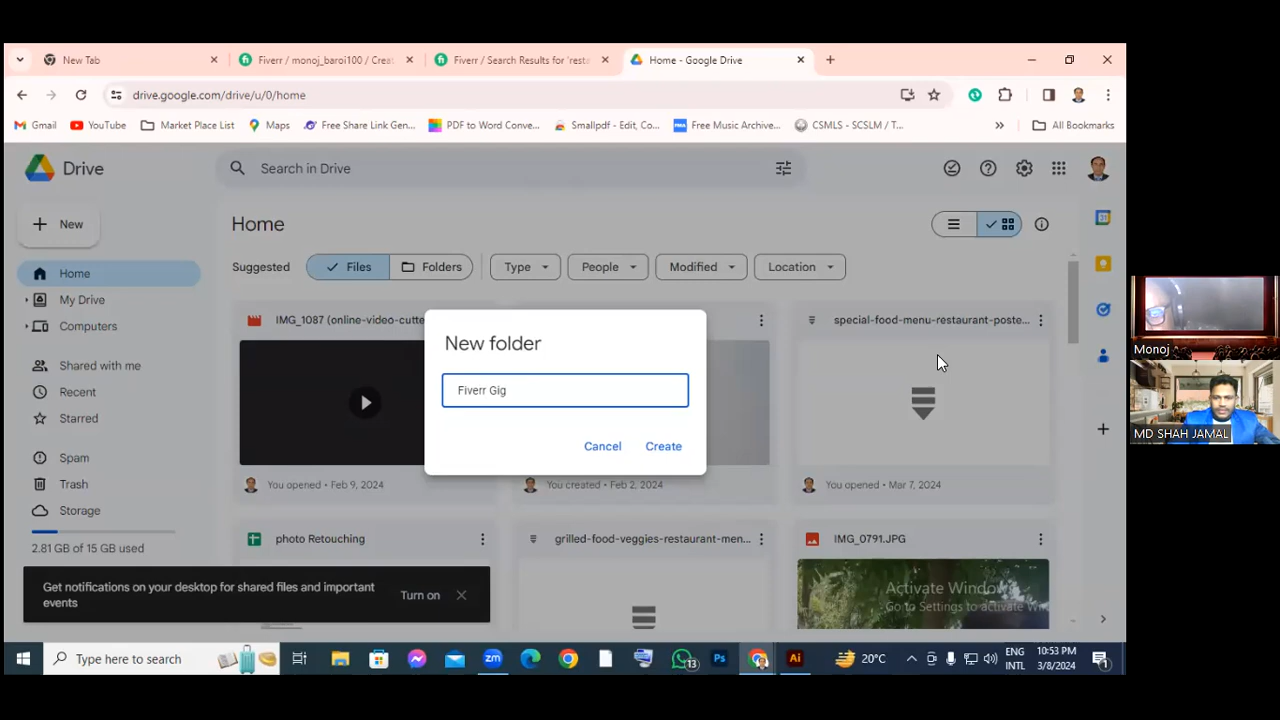 New Tab
Fiverr / monoj_baroi100 / Creat
Fiverr / Search Results for 'resta
Home - Google Drive
drive.google.com/drive/u/0/home
Gmail
YouTube
Market Place List
Maps
Free Share Link Gen...
PDF to Word Conve...
Smallpdf - Edit, Co...
Free Music Archive...
CSMLS - SCSLM / T...
»
All Bookmarks
Drive
Search in Drive
New
Home
Suggested
Files
Folders
Type
People
Modified
Location
Home
My Drive
Computers
Shared with me
Recent
Starred
Spam
Trash
Storage
2.81 GB of 15 GB used
IMG_1087 (online-video-cutte
special-food-menu-restaurant-poste...
New folder
Fiverr Gig
Cancel
Create
You opened • Feb 9, 2024
You created • Feb 2, 2024
You opened • Mar 7, 2024
photo Retouching
grilled-food-veggies-restaurant-men...
IMG_0791.JPG
Get notifications on your desktop for shared files and important
events
Turn on
Activate Window
Go to Settings to activate Win
Monoj
MD SHAH JAMAL
Type here to search
zm
13
Ps
Ai
20°C
ENG
INTL
10:53 PM
3/8/2024
1